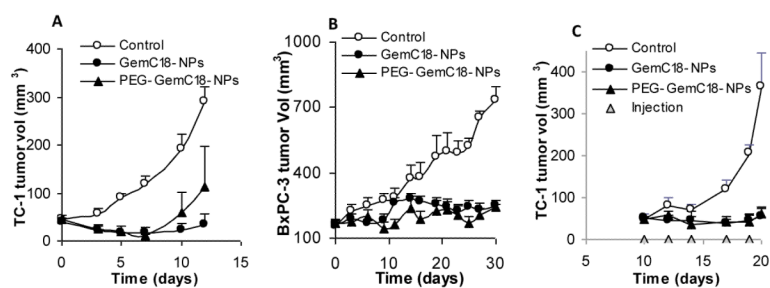 A
Control
GemC18-NPs
PEG-GemC18-NPs
TC-1 tumor vol (mm 3)
400
300
200
100
0
0
5
10
15
Time (days)
B
Control
GemC18-NPs
PEG-GemC18-NPs
BxPC-3 tumor Vol (mm3)
1000
700
400
100
0
10
20
30
Time (days)
C
Control
GemC18-NPs
PEG-GemC18-NPs
Injection
TC-1 tumor vol (mm 3)
400
300
200
100
0
5
10
15
20
Time (days)